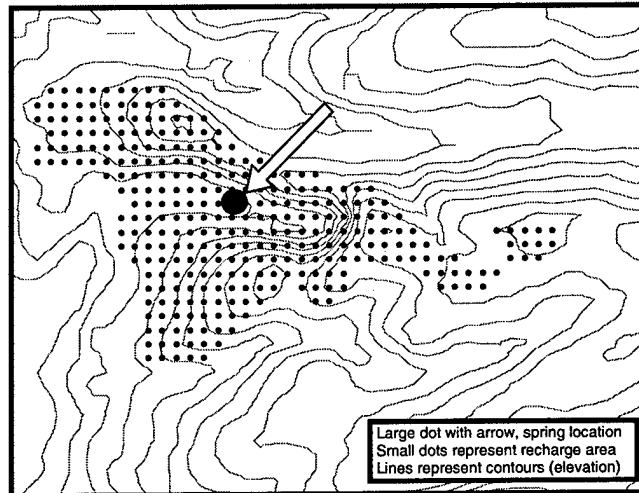 Large dot with arrow, spring location
Small dots represent recharge area
Lines represent contours (elevation)